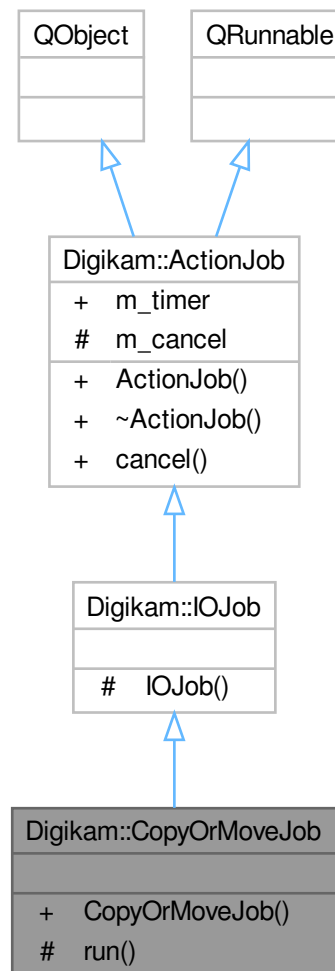 QObject
QRunnable
Digikam::ActionJob
+ m_timer
# m_cancel
+ ActionJob()
+ ~ActionJob()
+ cancel()
Digikam::IOJob
# IOJob()
Digikam::CopyOrMoveJob
+ CopyOrMoveJob()
# run()